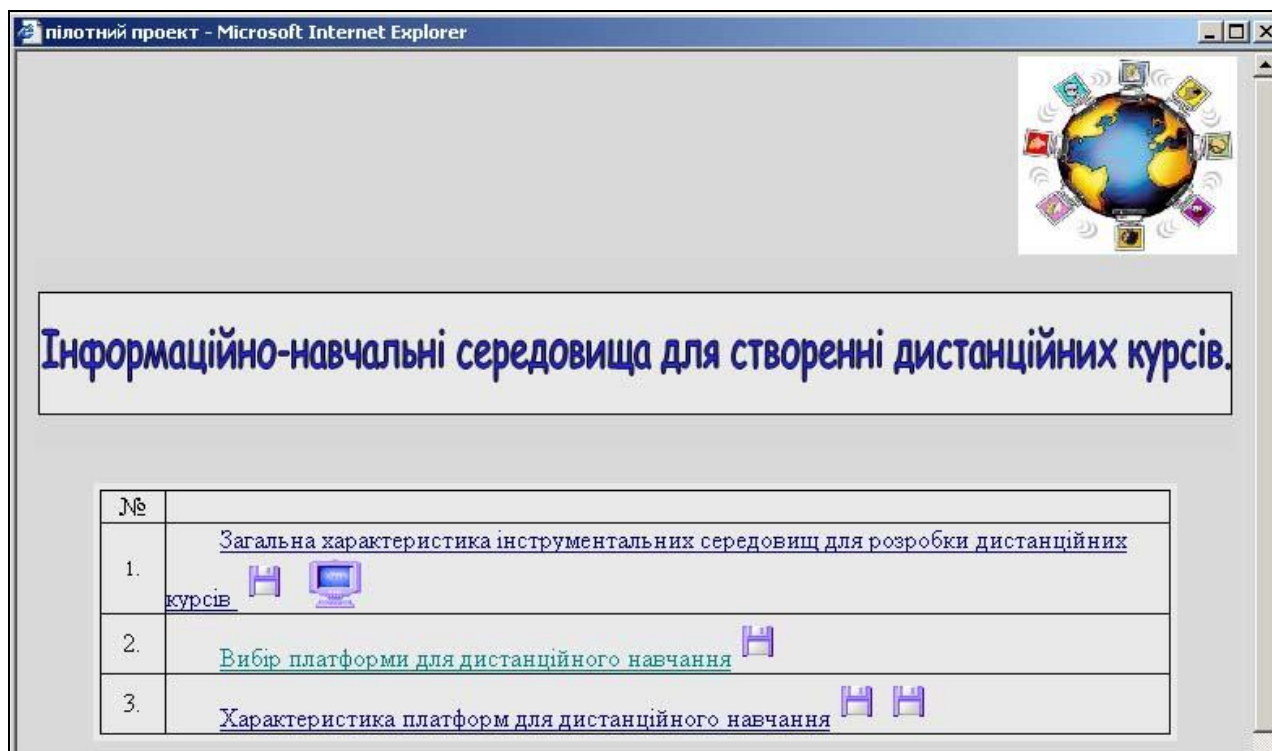 пілотний проект - Microsoft Internet Explorer
Інформаційно-навчальні середовища для створенні дистанційних курсів.
№
1. Загальна характеристика інструментальних середовищ для розробки дистанційних
курсів
2. Вибір платформи для дистанційного навчання
3. Характеристика платформ для дистанційного навчання